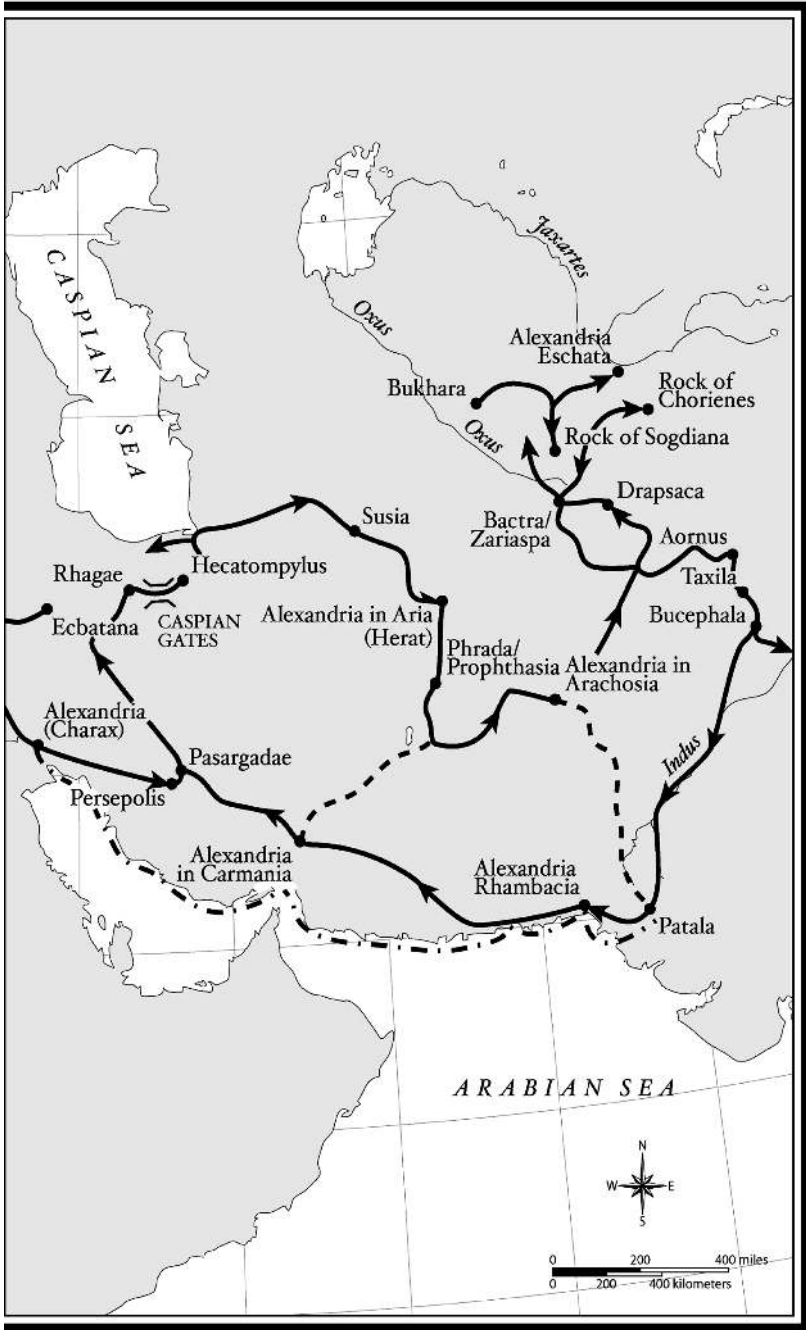 CASPIAN
SEA
Jaxartes
Oxus
Alexandria
Eschata
Bukhara
Rock of
Chorienes
Oxus
Rock of Sogdiana
Drapsaca
Bactra/
Zariaspa
Susia
Aornus
Taxila
Hecatompylus
Rhagae
Bucephala
Ecbatana
CASPIAN
GATES
Alexandria in Aria
(Herat)
Phrada/
Prophthasia
Alexandria in
Arachosia
Alexandria
(Charax)
Pasargadae
Indus
Persepolis
Alexandria
in Carmania
Alexandria
Rhambacia
Patala
ARABIAN SEA
N
W
E
S
0
200
400 miles
0
200
400 kilometers